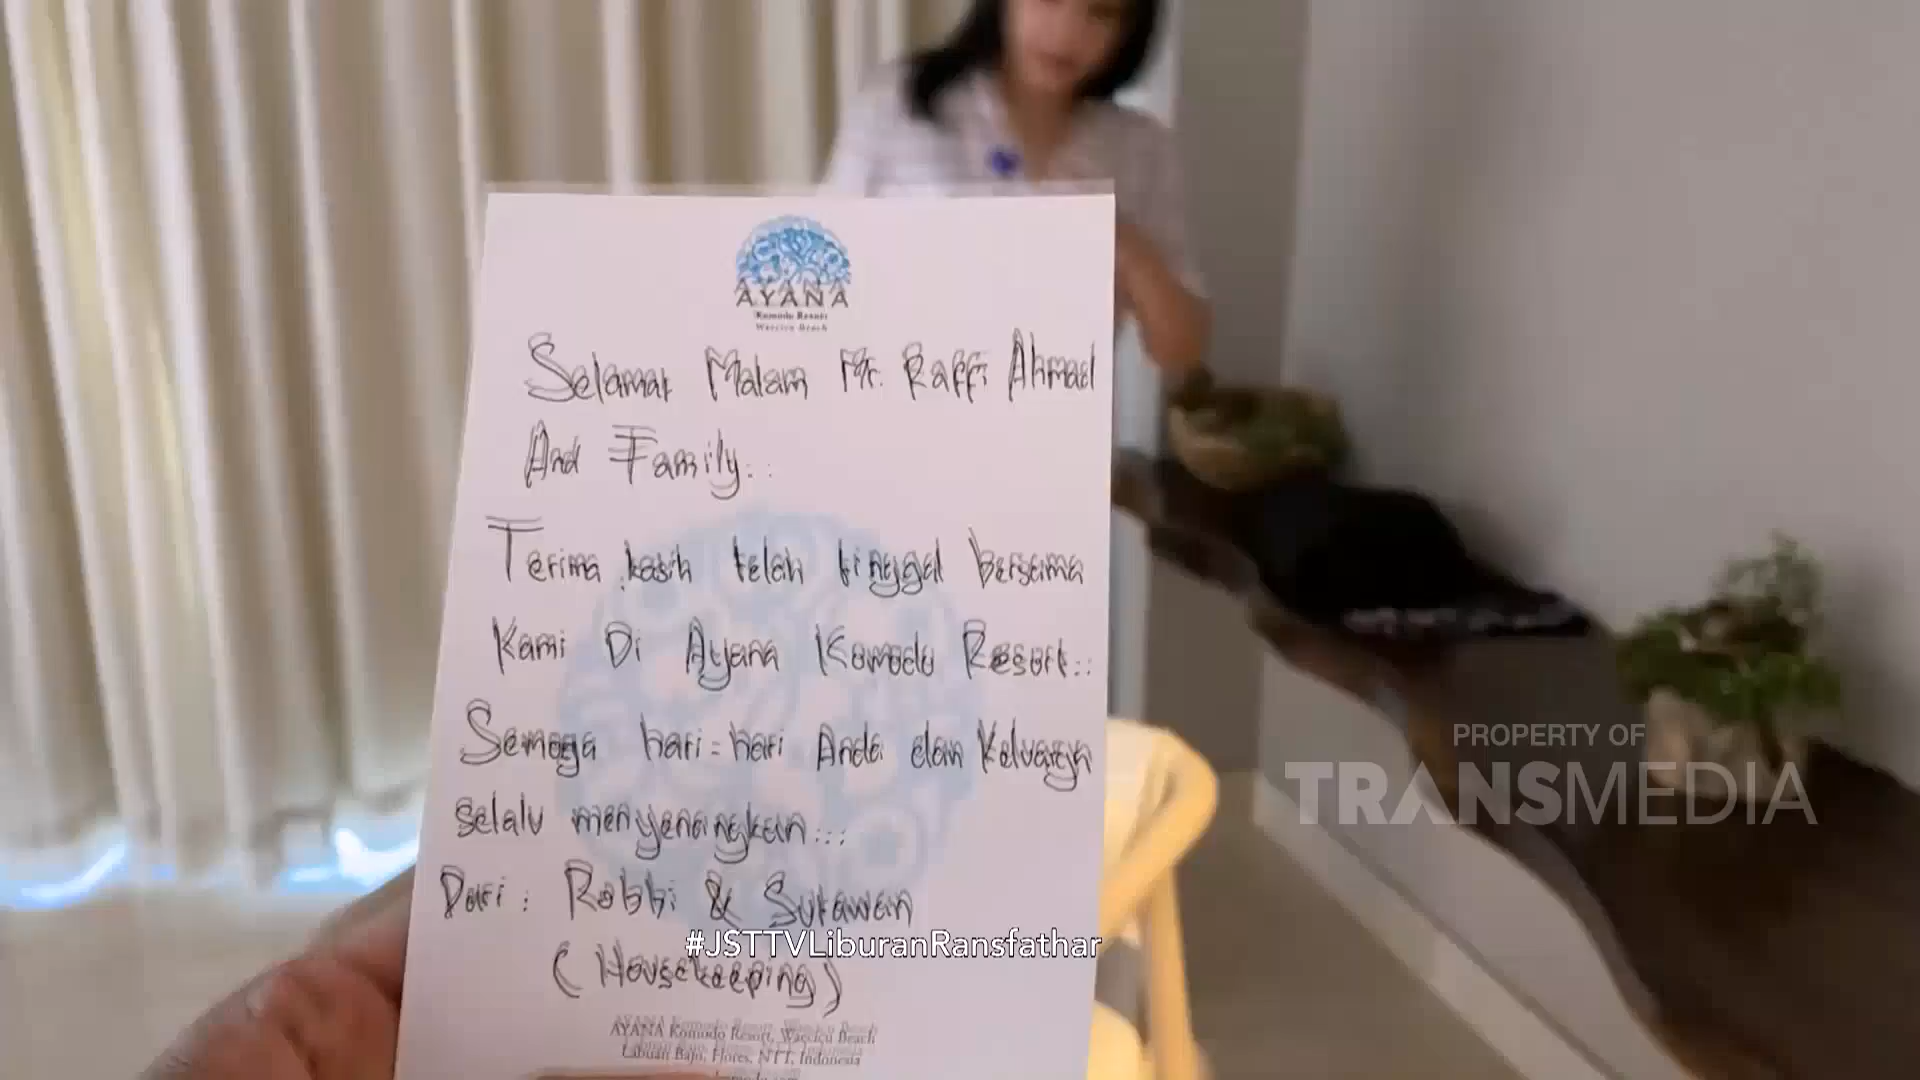 AYANA
Komodo Resort
Waecicu Beach
Selamat Malam Mr. Raffi Ahmad
And Family..
Terima kasih telah tinggal bersama
Kami Di Ayana Komodo Resort..
Semoga hari=hari Anda dan Keluarga
selalu menyenangkan...
Dari : Robbi & Sutawan
#JSTTVLiburanRansfathar
(Housekeeping)
AYANA Komodo Resort, Waecicu Beach
Labuan Bajo, Flores, NTT, Indonesia
PROPERTY OF
TRANSMEDIA